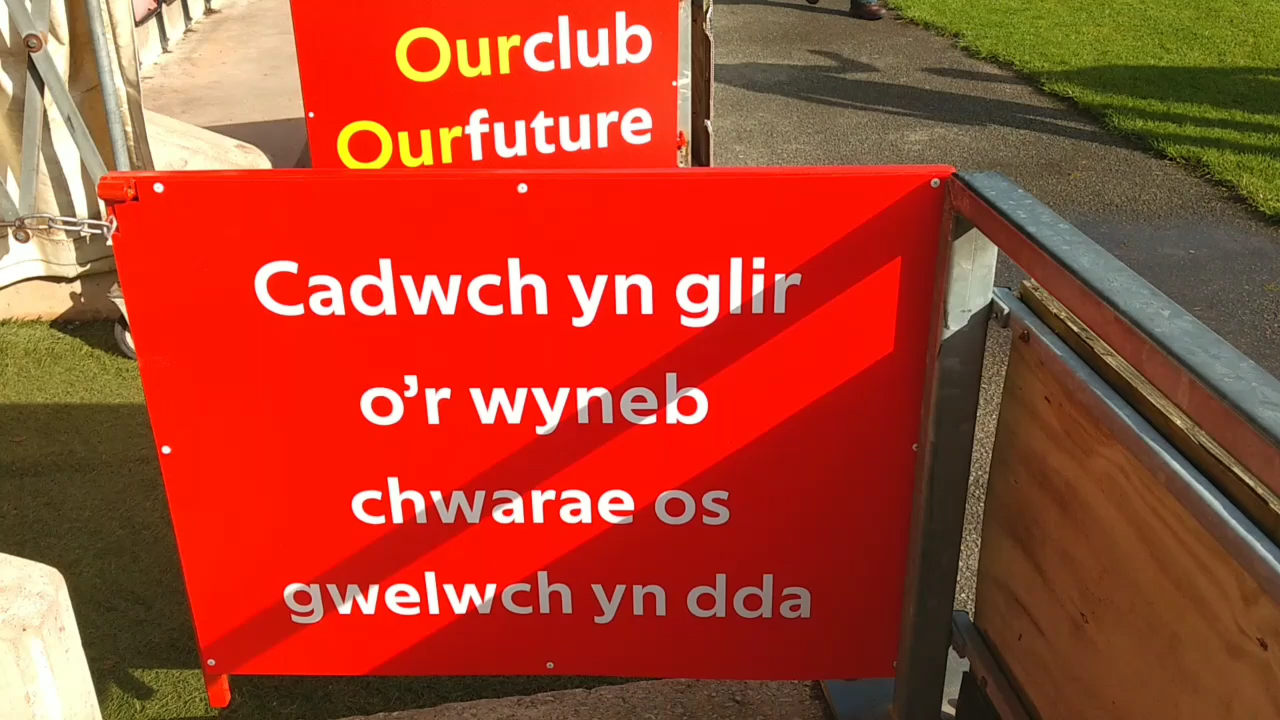 Ourclub
Ourfuture
Cadwch yn glir
o'r wyneb
chwarae os
gwelwch yn dda